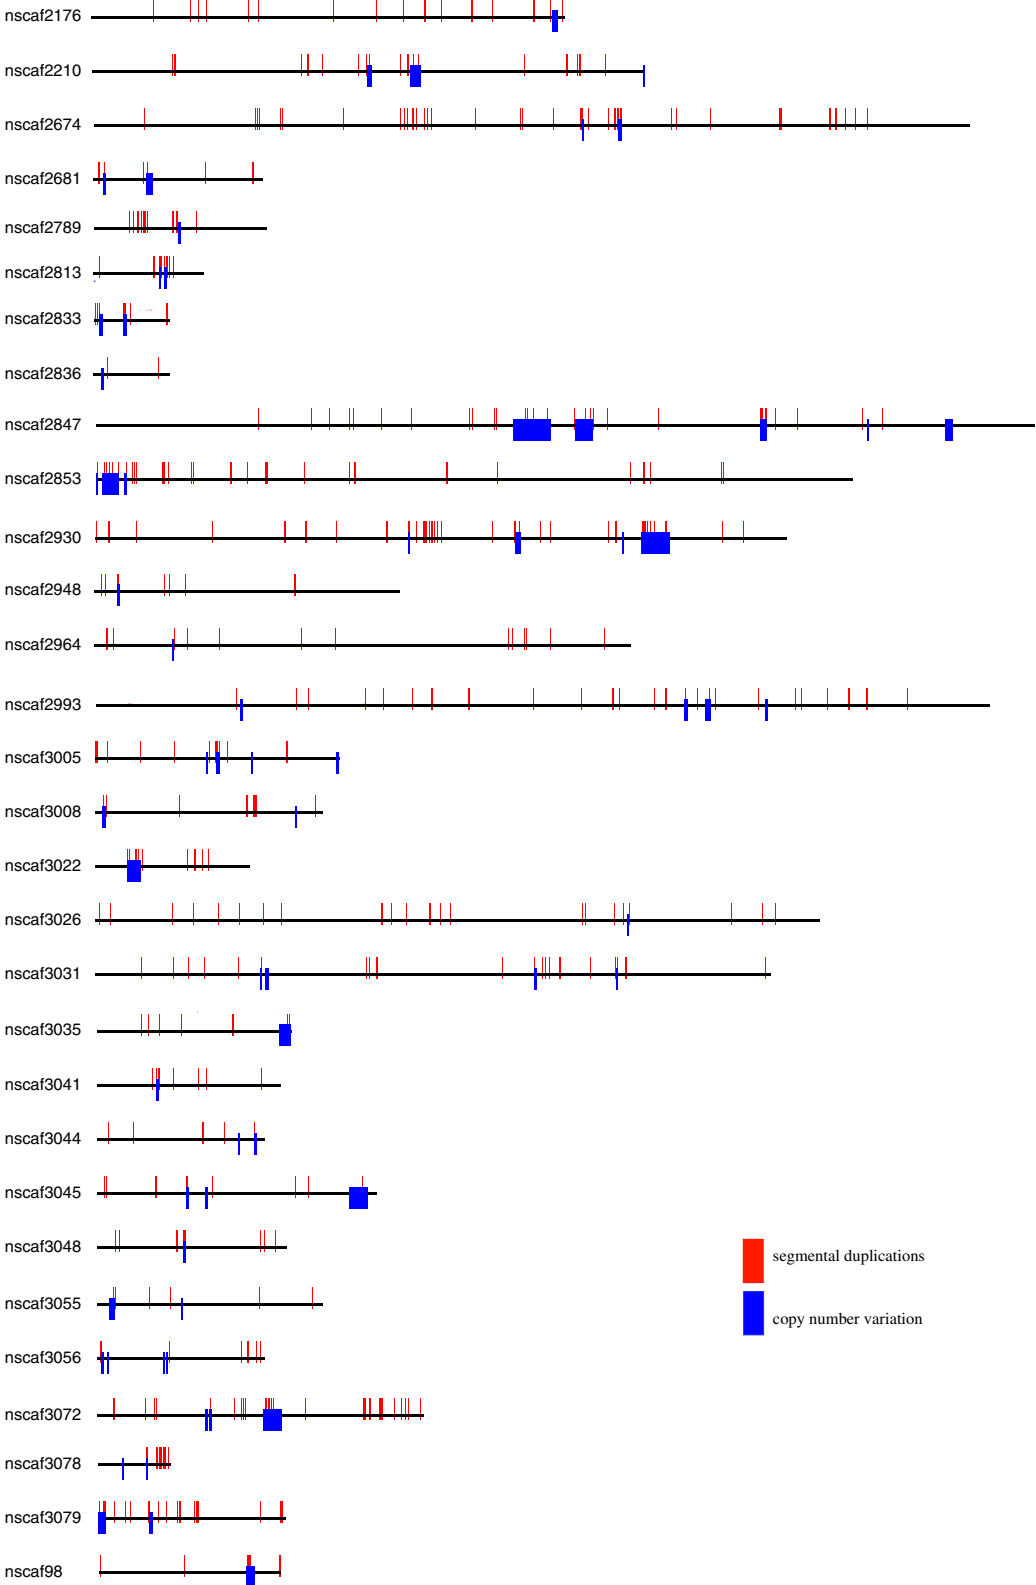 nscaf2176
nscaf2210
nscaf2674
nscaf2681
nscaf2789
nscaf2813
nscaf2833
nscaf2836
nscaf2847
nscaf2853
nscaf2930
nscaf2948
nscaf2964
nscaf2993
nscaf3005
nscaf3008
nscaf3022
nscaf3026
nscaf3031
nscaf3035
nscaf3041
nscaf3044
nscaf3045
nscaf3048
segmental duplications
nscaf3055
copy number variation
nscaf3056
nscaf3072
nscaf3078
nscaf3079
nscaf98